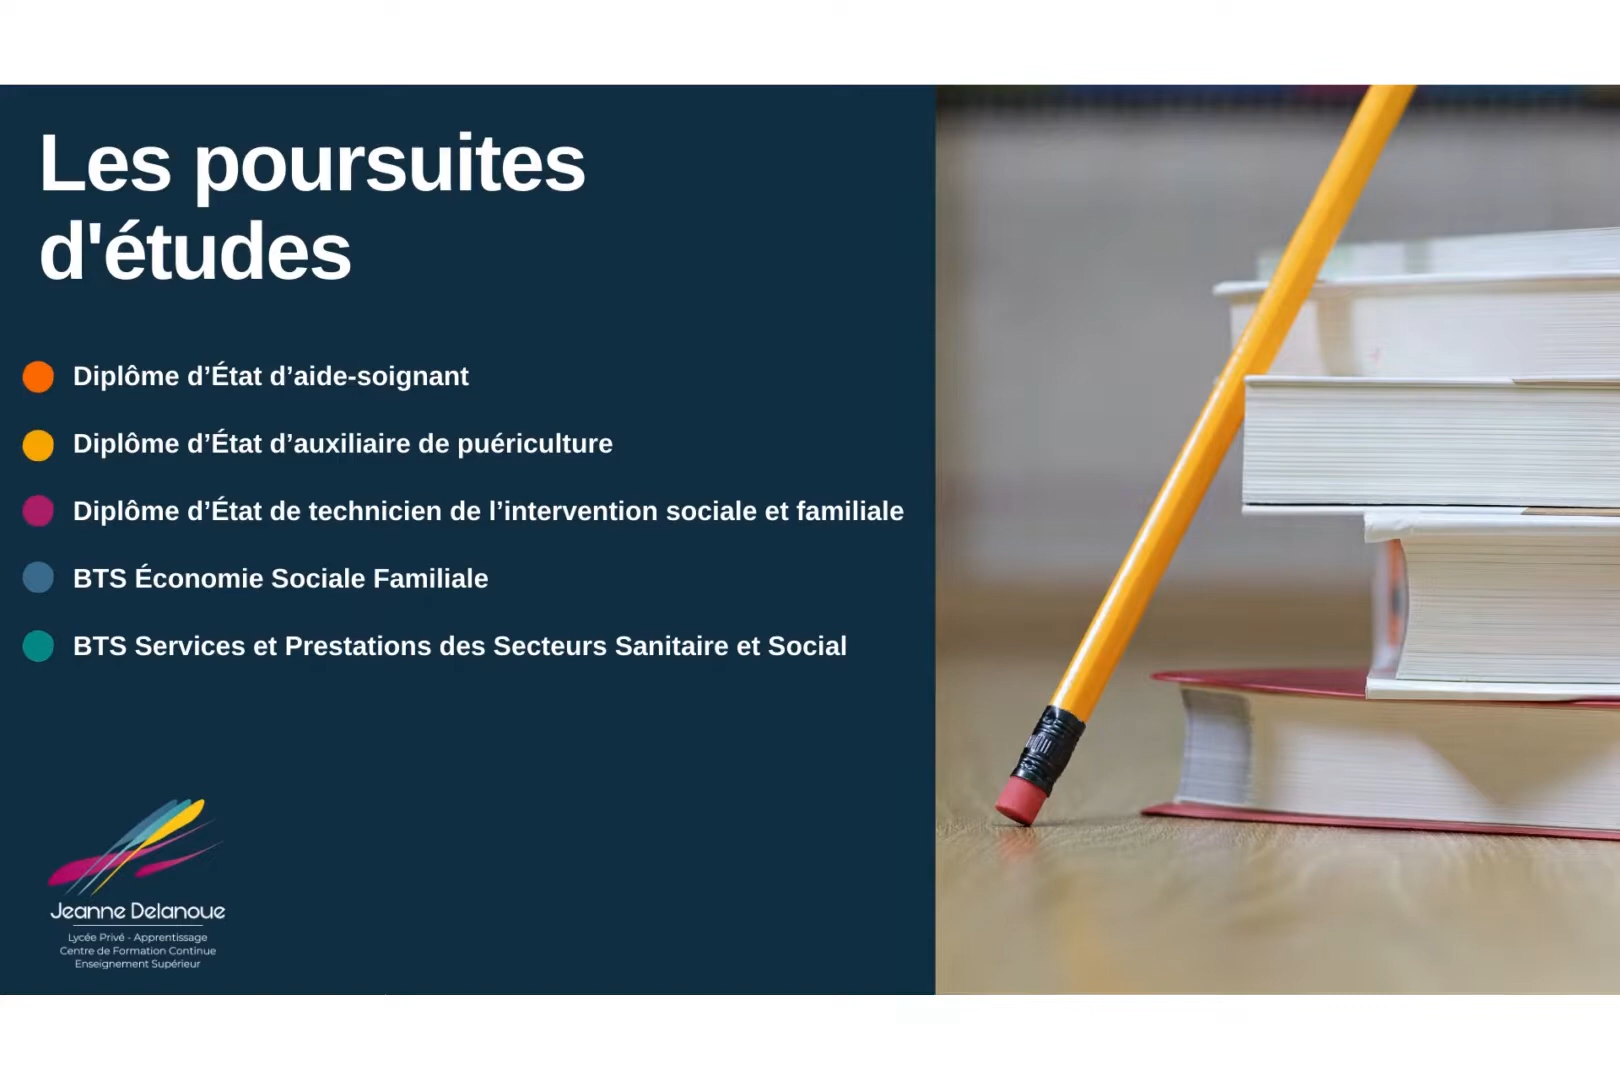 Les poursuites
d'études
Diplôme d’État d’aide-soignant
Diplôme d’État d’auxiliaire de puériculture
Diplôme d’État de technicien de l’intervention sociale et familiale
BTS Économie Sociale Familiale
BTS Services et Prestations des Secteurs Sanitaire et Social
Jeanne Delanoue
Lycée Privé - Apprentissage
Centre de Formation Continue
Enseignement Supérieur